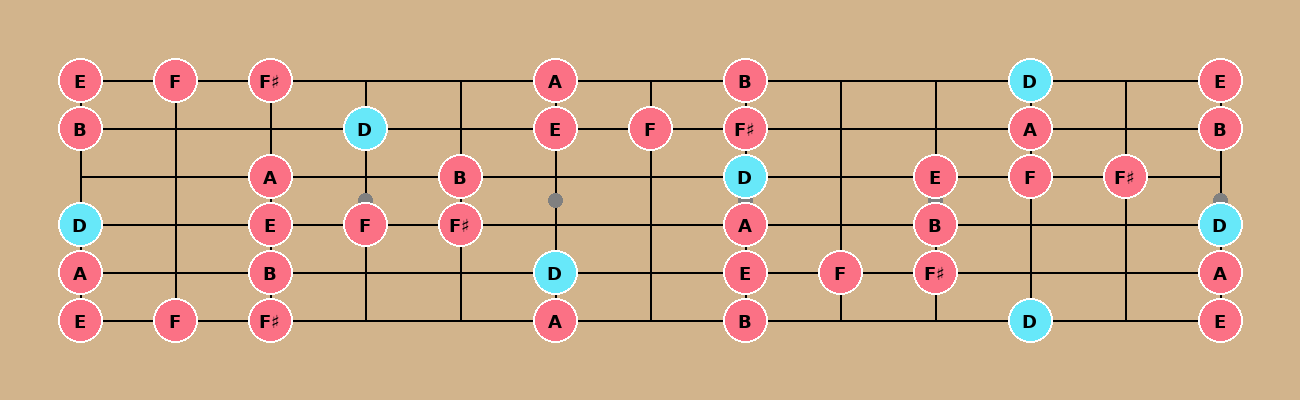 E F F♯ A B D E
B D E F F♯ A B
A B D E F F♯
D E F F♯ A B D
A B D E F F♯ A
E F F♯ A B D E